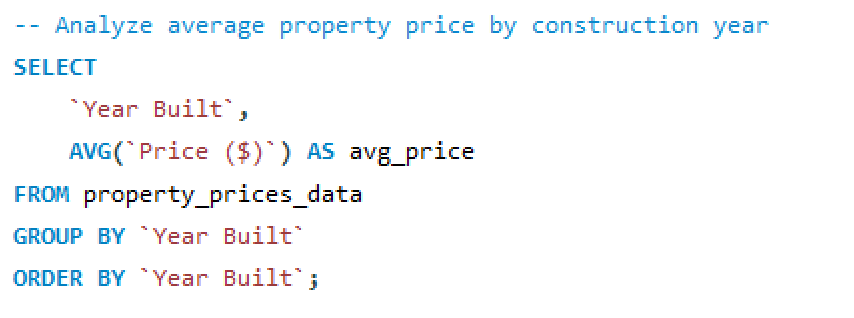 -- Analyze average property price by construction year
SELECT
    `Year Built`,
    AVG(`Price ($)`) AS avg_price
FROM property_prices_data
GROUP BY `Year Built`
ORDER BY `Year Built`;